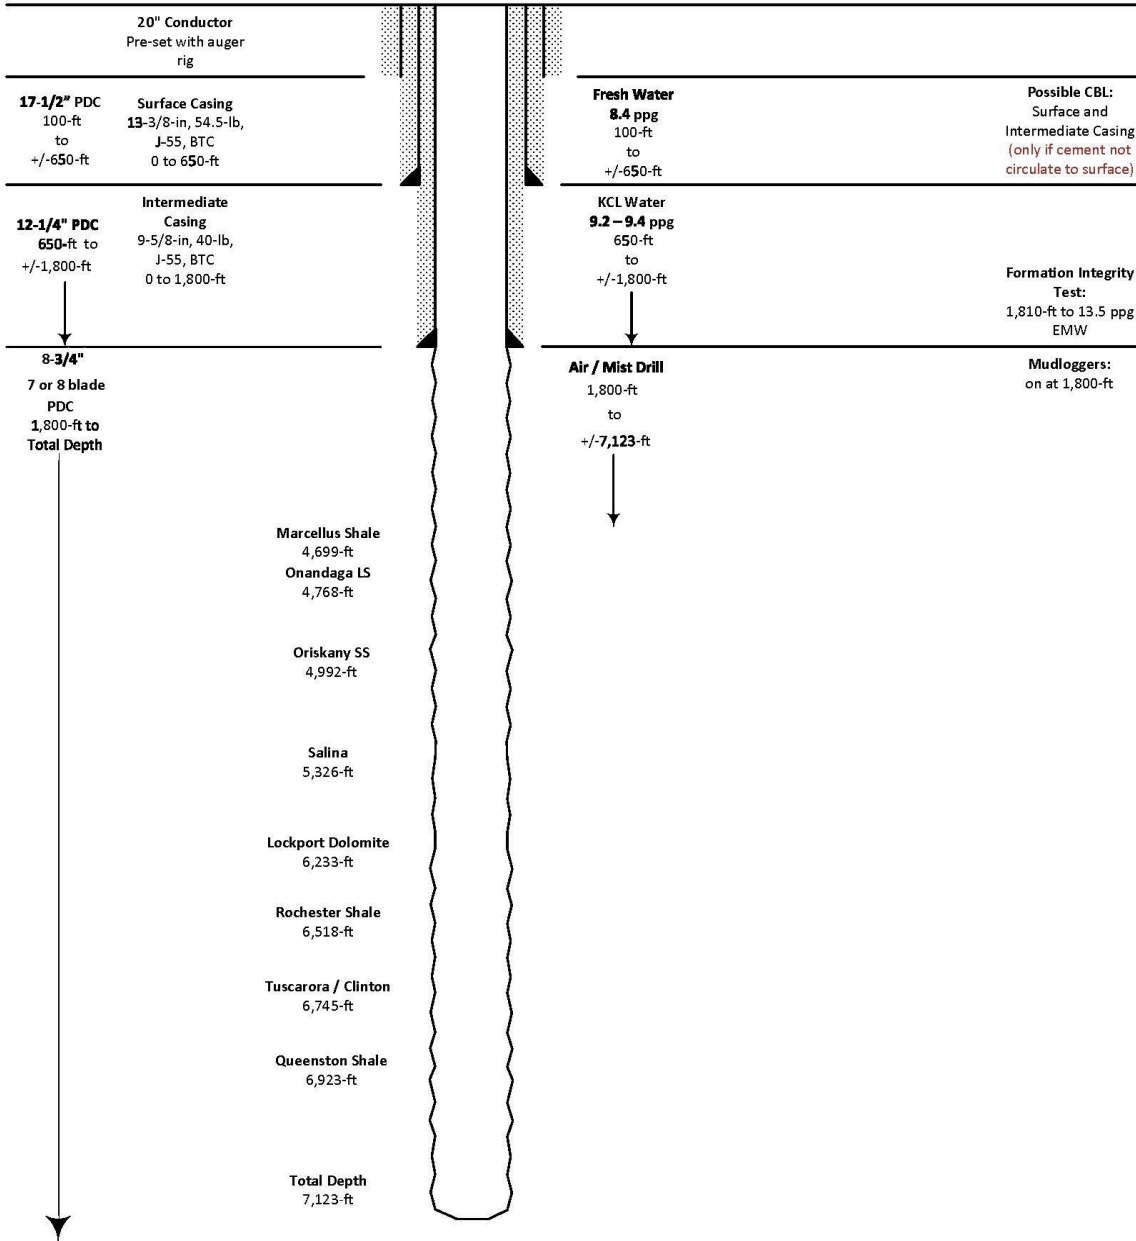 20" Conductor
Pre-set with auger
rig
17-1/2” PDC
100-ft
to
+/-650-ft
Surface Casing
13-3/8-in, 54.5-lb,
J-55, BTC
0 to 650-ft
Fresh Water
8.4 ppg
100-ft
to
+/-650-ft
Possible CBL:
Surface and
Intermediate Casing
(only if cement not
circulate to surface)
12-1/4" PDC
650-ft to
+/-1,800-ft
Intermediate
Casing
9-5/8-in, 40-lb,
J-55, BTC
0 to 1,800-ft
KCL Water
9.2 – 9.4 ppg
650-ft
to
+/-1,800-ft
Formation Integrity
Test:
1,810-ft to 13.5 ppg
EMW
8-3/4"
7 or 8 blade
PDC
1,800-ft to
Total Depth
Air / Mist Drill
1,800-ft
to
+/-7,123-ft
Mudloggers:
on at 1,800-ft
Marcellus Shale
4,699-ft
Onandaga LS
4,768-ft
Oriskany SS
4,992-ft
Salina
5,326-ft
Lockport Dolomite
6,233-ft
Rochester Shale
6,518-ft
Tuscarora / Clinton
6,745-ft
Queenston Shale
6,923-ft
Total Depth
7,123-ft